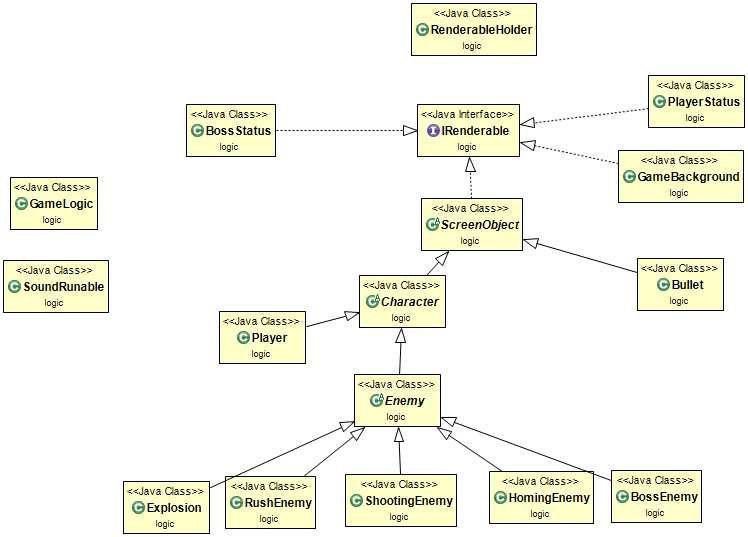 <<Java Class>>
RenderableHolder
logic
<<Java Class>>
PlayerStatus
logic
<<Java Class>>
BossStatus
logic
<<Java Interface>>
IRenderable
logic
<<Java Class>>
GameBackground
logic
<<Java Class>>
GameLogic
logic
<<Java Class>>
ScreenObject
logic
<<Java Class>>
SoundRunable
logic
<<Java Class>>
Bullet
logic
<<Java Class>>
Character
logic
<<Java Class>>
Player
logic
<<Java Class>>
Enemy
logic
<<Java Class>>
Explosion
logic
<<Java Class>>
RushEnemy
logic
<<Java Class>>
ShootingEnemy
logic
<<Java Class>>
HomingEnemy
logic
<<Java Class>>
BossEnemy
logic